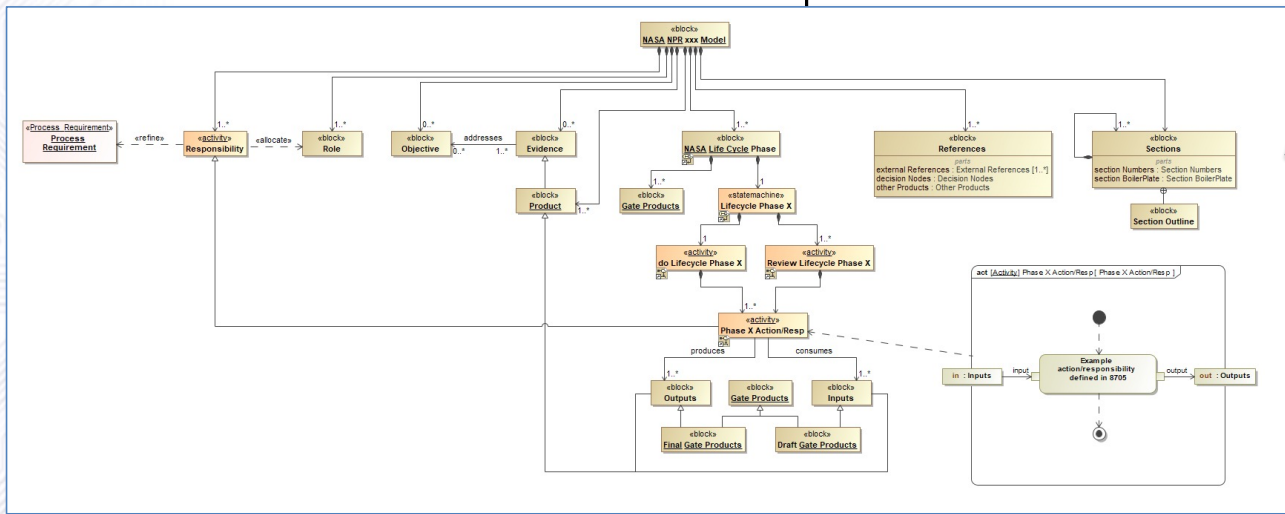 «block»
NASA NPR xxx Model
1..*
1..*
0..*
0..*
1..*
1..*
1..*
«Process_Requirement»
Process
Requirement
«refine»
«activity»
Responsibility
«allocate»
«block»
Role
«block»
Objective
addresses
0..*
1..*
«block»
Evidence
«block»
NASA Life Cycle Phase
«block»
References
parts
external References : External References [1..*]
decision Nodes : Decision Nodes
other Products : Other Products
1..*
«block»
Sections
parts
section Numbers : Section Numbers
section BoilerPlate : Section BoilerPlate
«block»
Product
1..*
1..*
«block»
Gate Products
1
«statemachine»
Lifecycle Phase X
«block»
Section Outline
1
«activity»
do Lifecycle Phase X
1..*
«activity»
Review Lifecycle Phase X
1..*
«activity»
Phase X Action/Resp
produces
consumes
1..*
1..*
«block»
Outputs
«block»
Gate Products
«block»
Inputs
«block»
Final Gate Products
«block»
Draft Gate Products
act [Activity] Phase X Action/Resp[ Phase X Action/Resp ]
in : Inputs
input
Example
action/responsibility
defined in 8705
output
out : Outputs